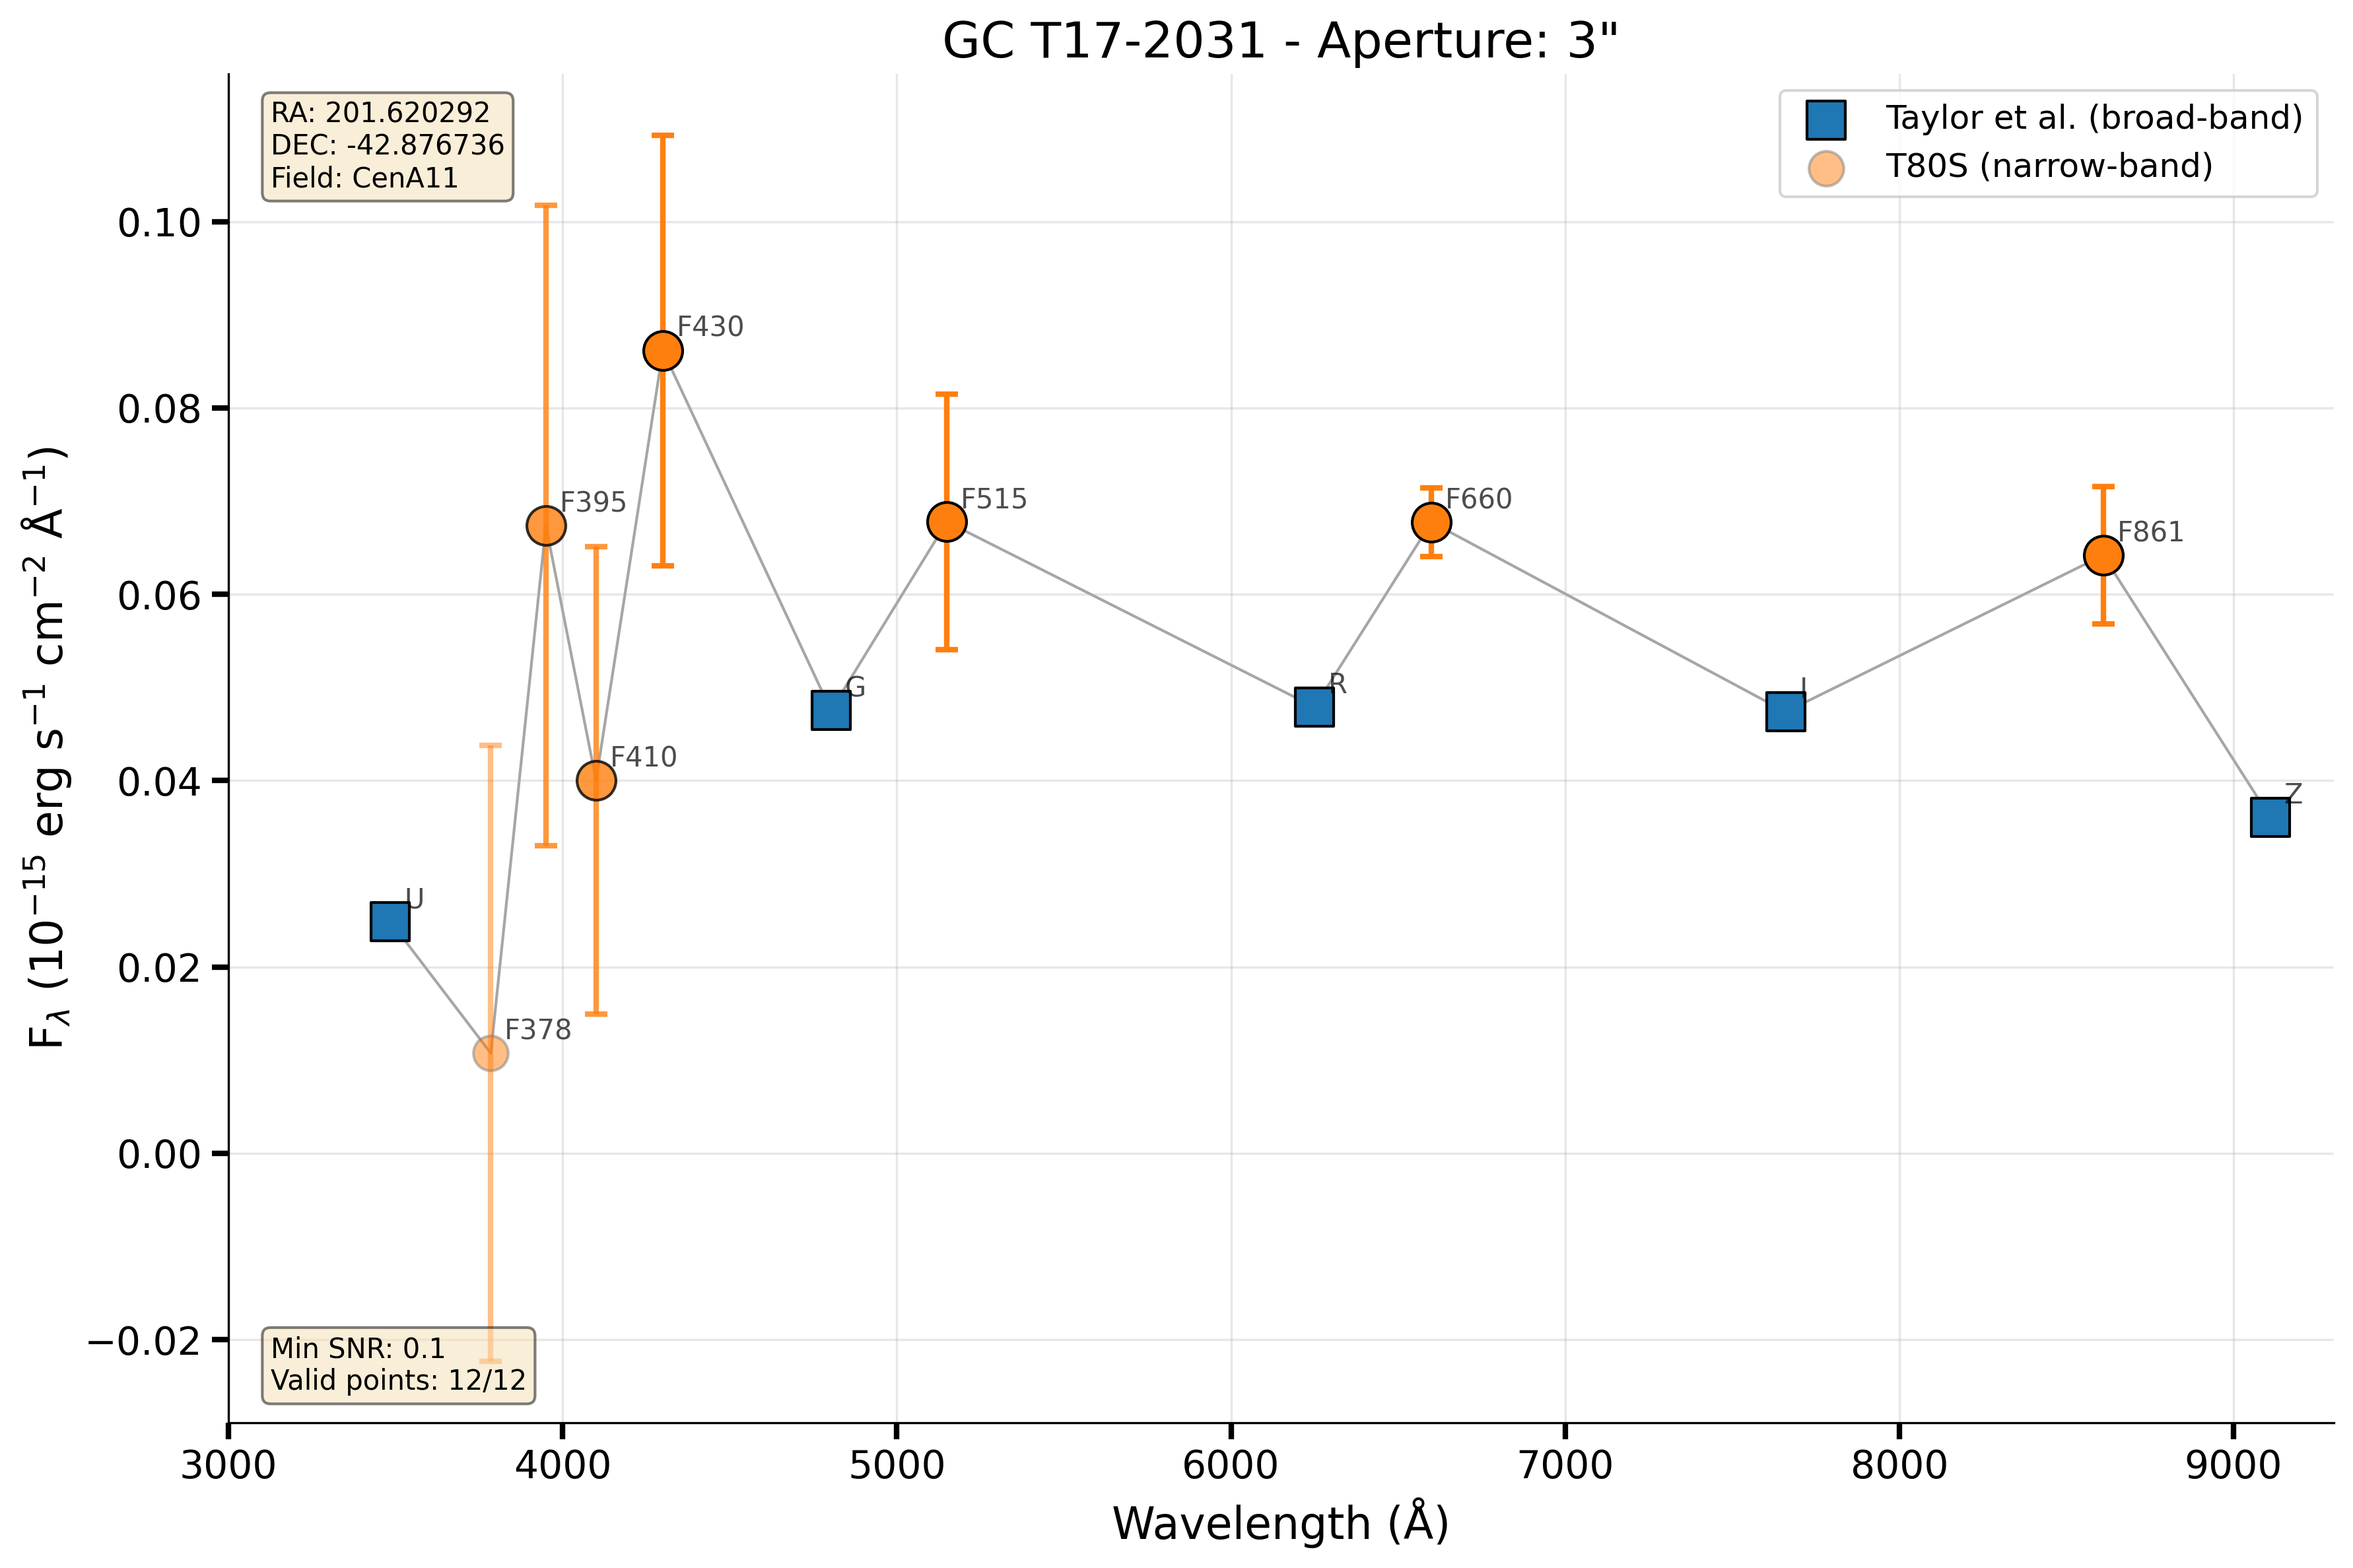 GC T17-2031 - Aperture: 3"
RA: 201.620292
DEC: -42.876736
Field: CenA11
Taylor et al. (broad-band)
T80S (narrow-band)
F430
F395
F515
F660
F861
G
R
I
F410
Z
U
F378
Min SNR: 0.1
Valid points: 12/12
0.10
0.08
0.06
0.04
0.02
0.00
−0.02
F_λ (10⁻¹⁵ erg s⁻¹ cm⁻² Å⁻¹)
3000 4000 5000 6000 7000 8000 9000
Wavelength (Å)